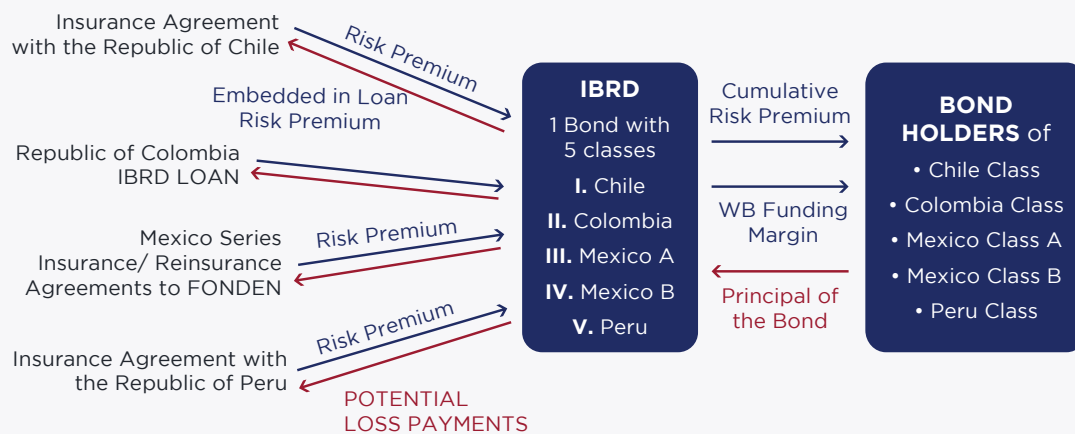 Insurance Agreement
with the Republic of Chile
Risk Premium
Embedded in Loan
Risk Premium
Republic of Colombia
IBRD LOAN
Mexico Series
Insurance/ Reinsurance
Agreements to FONDEN
Risk Premium
Insurance Agreement with
the Republic of Peru
Risk Premium
POTENTIAL
LOSS PAYMENTS
IBRD
1 Bond with
5 classes
I. Chile
II. Colombia
III. Mexico A
IV. Mexico B
V. Peru
Cumulative
Risk Premium
WB Funding
Margin
Principal of
the Bond
BOND
HOLDERS of
• Chile Class
• Colombia Class
• Mexico Class A
• Mexico Class B
• Peru Class